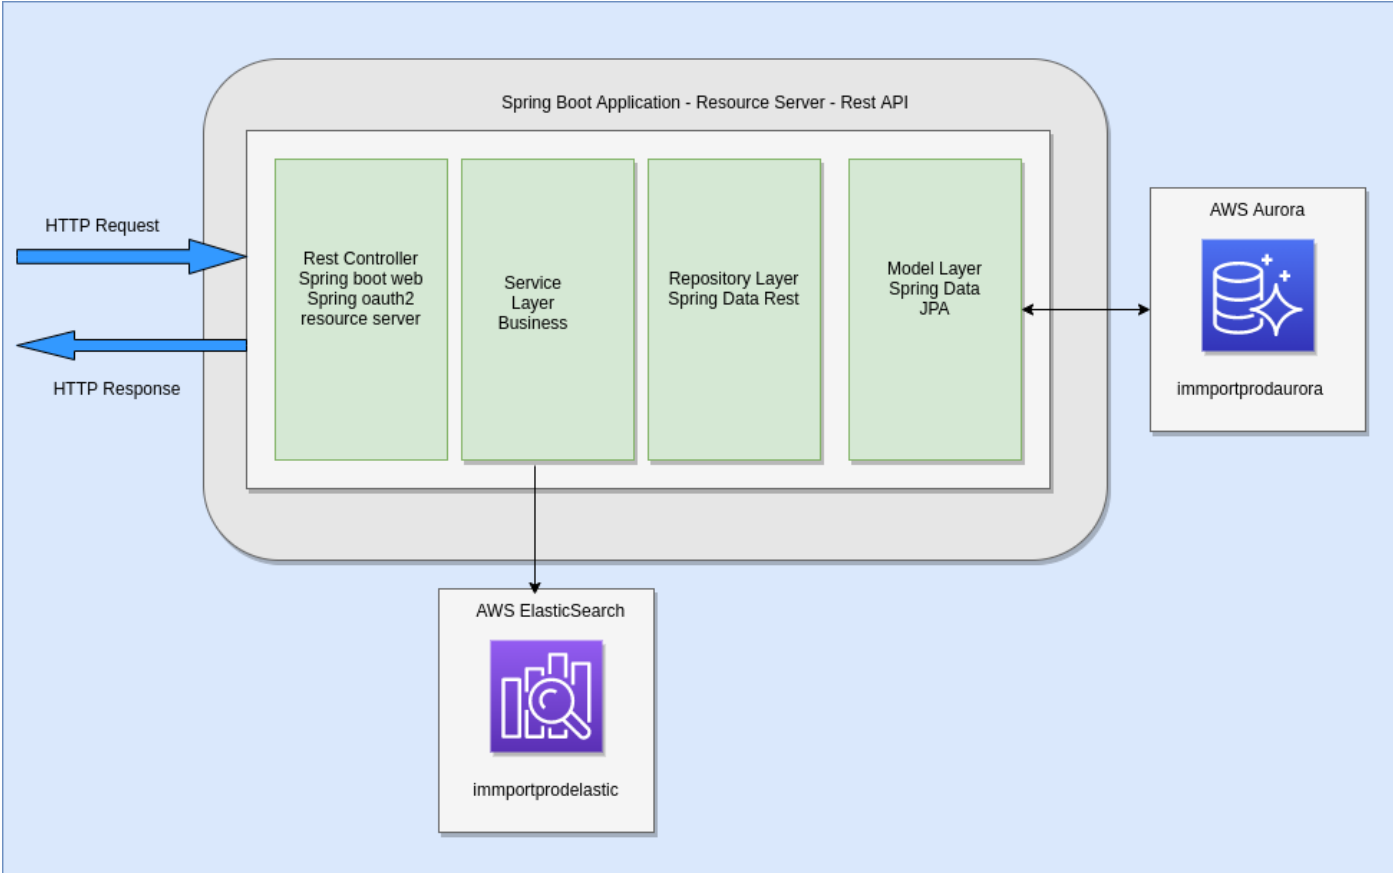 Spring Boot Application - Resource Server - Rest API
HTTP Request
HTTP Response
Rest Controller
Spring boot web
Spring oauth2
resource server
Service
Layer
Business
Repository Layer
Spring Data Rest
Model Layer
Spring Data
JPA
AWS Aurora
immportprodaurora
AWS ElasticSearch
immportprodelastic